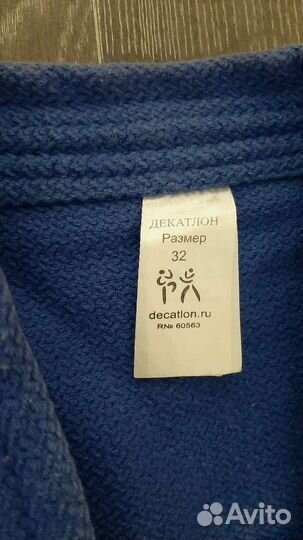 ДЕКАТЛОН
Размер
32
decatlon.ru
RN№ 60563
Avito